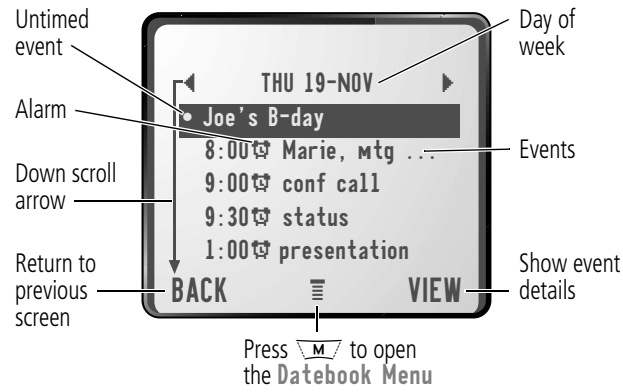 Untimed
event
Day of
week
THU 19-NOV
• Joe's B-day
Alarm
8:00 Marie, Mtg ...
Events
9:00 conf call
Down scroll
arrow
9:30 status
1:00 presentation
Return to
previous
screen
BACK
VIEW
Show event
details
Press M to open
the Datebook Menu